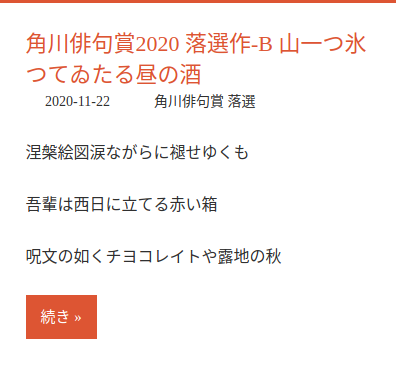 角川俳句賞2020 落選作-B 山一つ氷
つてゐたる昼の酒
2020-11-22 角川俳句賞 落選
涅槃絵図涙ながらに褪せゆくも
吾輩は西日に立てる赤い箱
呪文の如くチヨコレイトや露地の秋
続き »